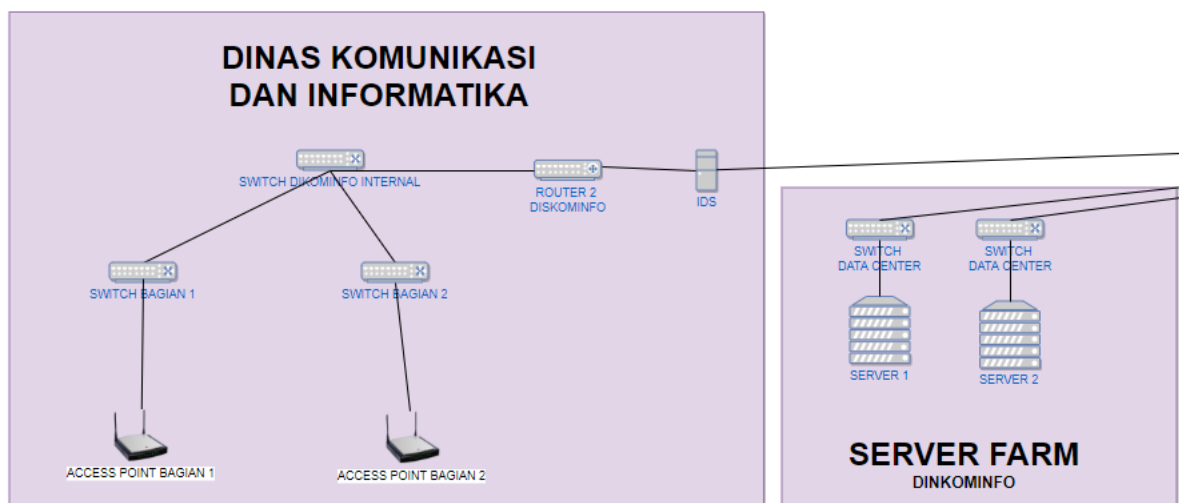 DINAS KOMUNIKASI
DAN INFORMATIKA
SWITCH DIKOMINFO INTERNAL
ROUTER 2
DISKOMINFO
IDS
SWITCH BAGIAN 1
SWITCH BAGIAN 2
ACCESS POINT BAGIAN 1
ACCESS POINT BAGIAN 2
SWITCH
DATA CENTER
SWITCH
DATA CENTER
SERVER 1
SERVER 2
SERVER FARM
DINKOMINFO